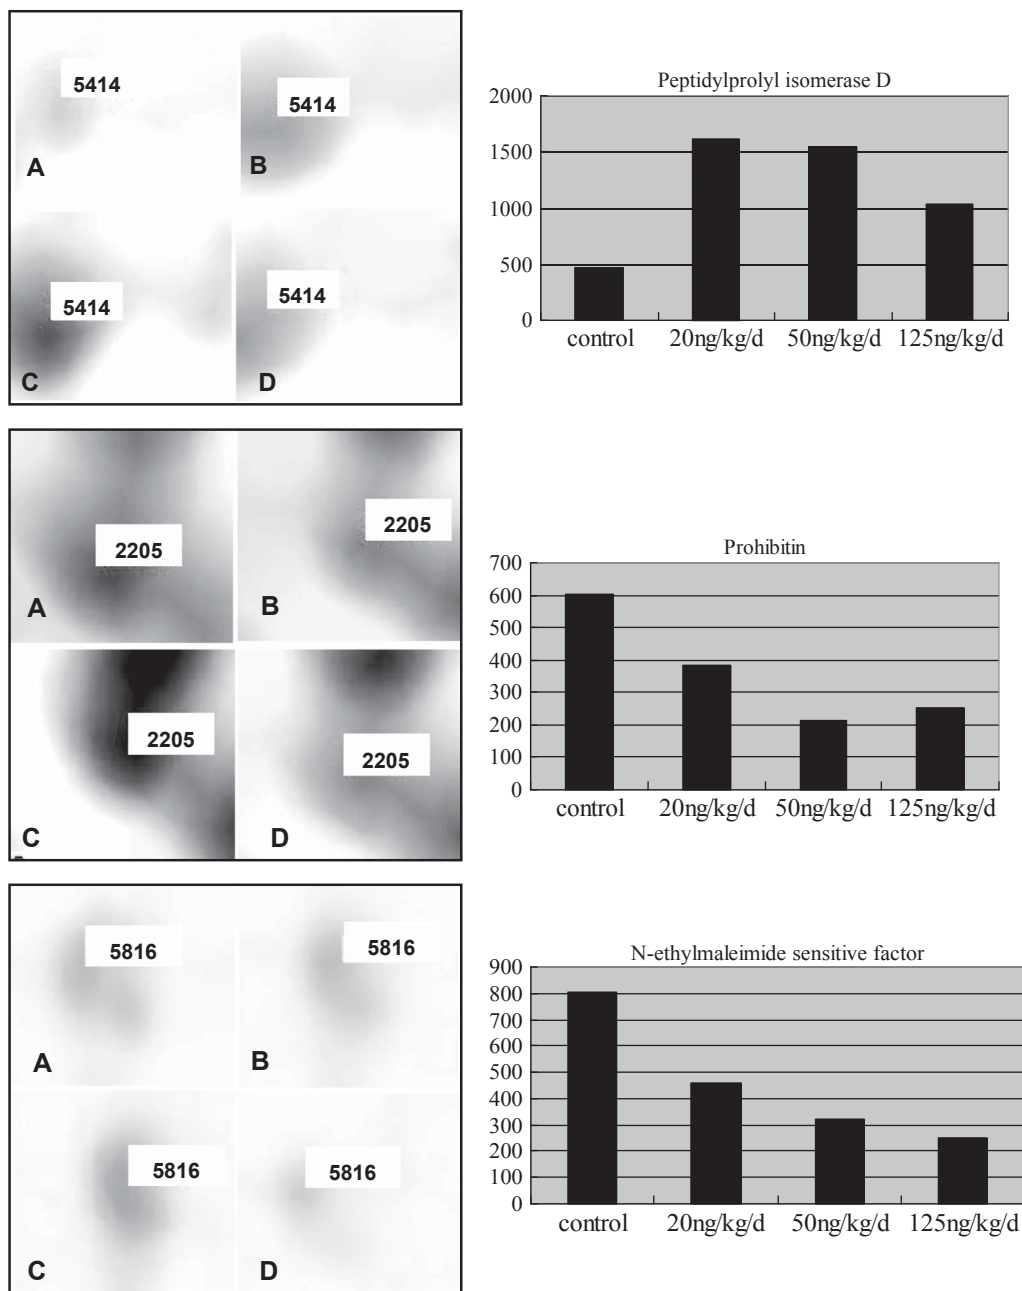 5414
A
5414
B
5414
C
5414
D
Peptidylprolyl isomerase D
2000
1500
1000
500
0
control 20ng/kg/d 50ng/kg/d 125ng/kg/d
2205
A
2205
B
2205
C
2205
D
Prohibitin
700
600
500
400
300
200
100
0
control 20ng/kg/d 50ng/kg/d 125ng/kg/d
5816
A
5816
B
5816
C
5816
D
N-ethylmaleimide sensitive factor
900
800
700
600
500
400
300
200
100
0
control 20ng/kg/d 50ng/kg/d 125ng/kg/d